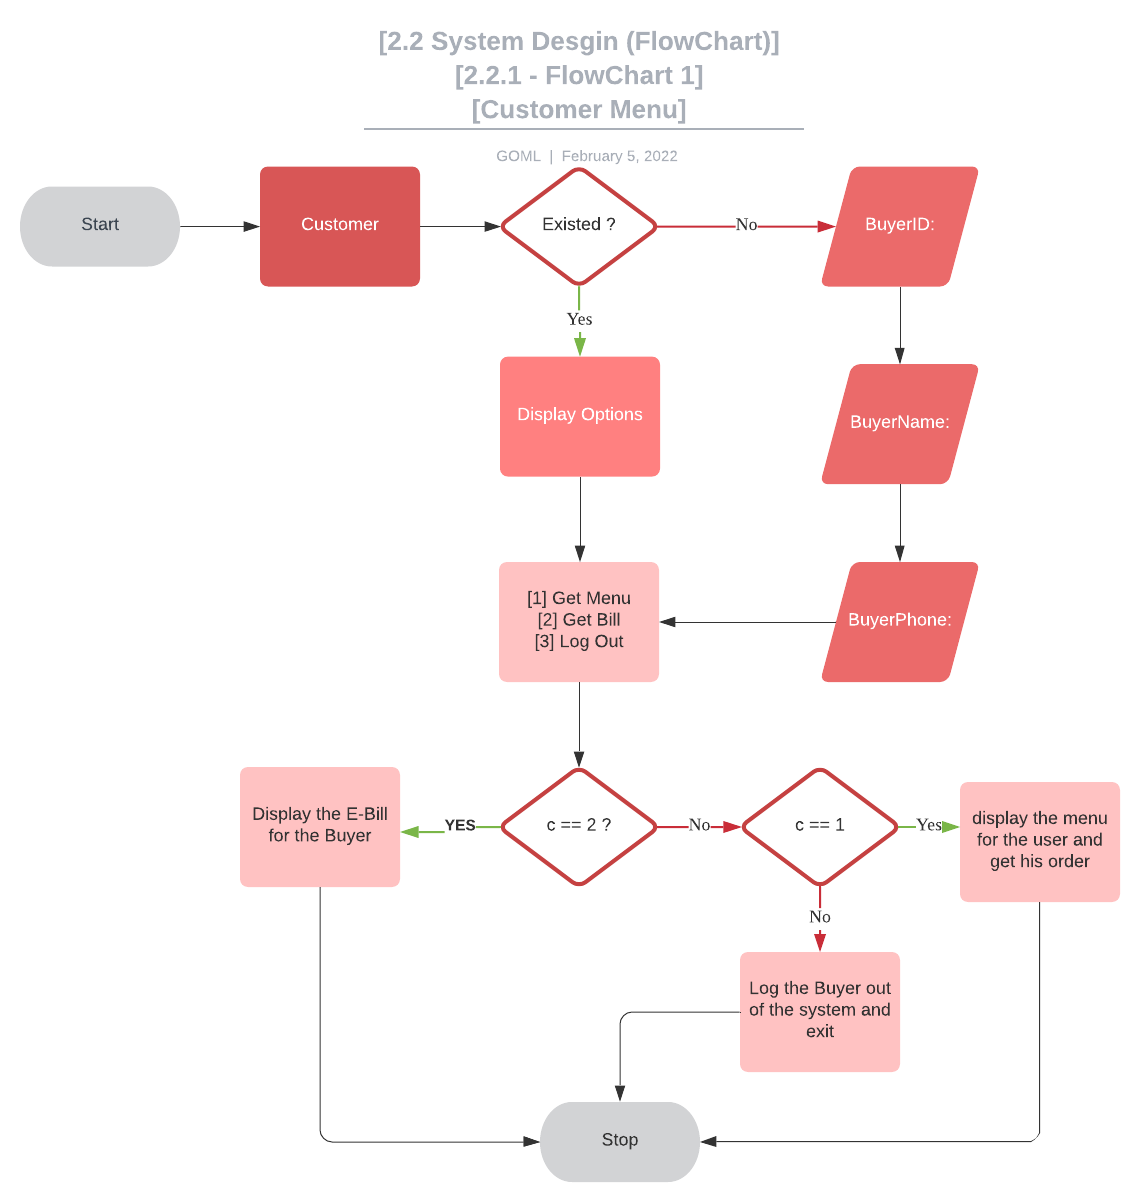 [2.2 System Desgin (FlowChart)]
[2.2.1 - FlowChart 1]
[Customer Menu]
GOML | February 5, 2022
Start
Customer
Existed ?
No
BuyerID:
Yes
Display Options
BuyerName:
[1] Get Menu
[2] Get Bill
[3] Log Out
BuyerPhone:
Display the E-Bill
for the Buyer
YES
c == 2 ?
No
c == 1
Yes
display the menu
for the user and
get his order
No
Log the Buyer out
of the system and
exit
Stop